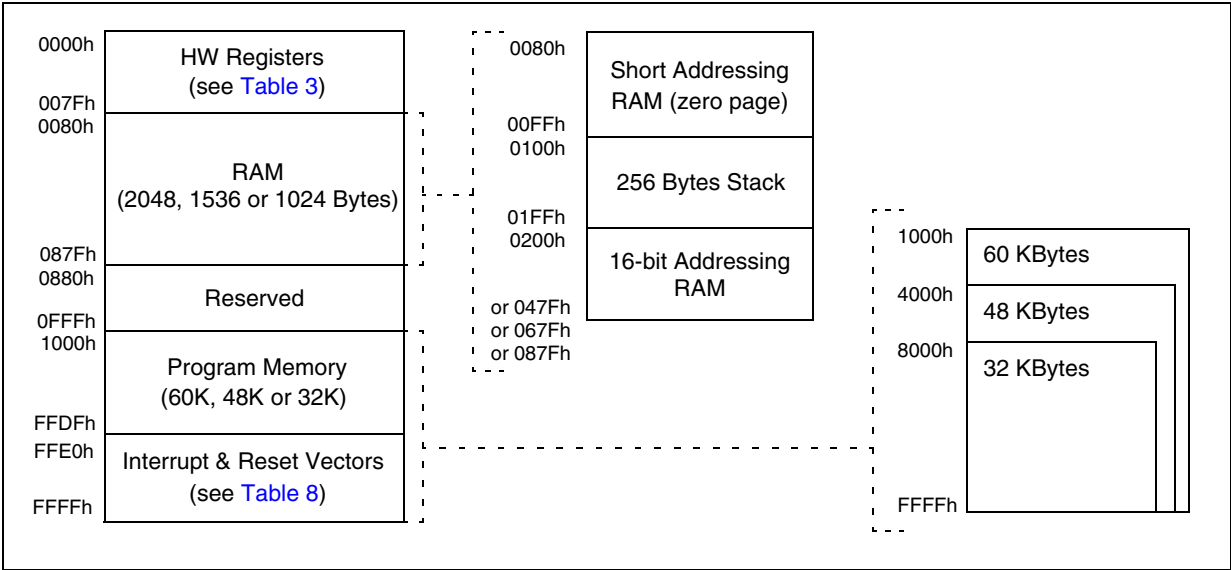 0000h
HW Registers
(see Table 3)
007Fh
0080h
RAM
(2048, 1536 or 1024 Bytes)
087Fh
0880h
Reserved
0FFFh
1000h
Program Memory
(60K, 48K or 32K)
FFDFh
FFE0h
Interrupt & Reset Vectors
(see Table 8)
FFFFh
0080h
Short Addressing
RAM (zero page)
00FFh
0100h
256 Bytes Stack
01FFh
0200h
16-bit Addressing
RAM
or 047Fh
or 067Fh
or 087Fh
1000h
60 KBytes
4000h
48 KBytes
8000h
32 KBytes
FFFFh